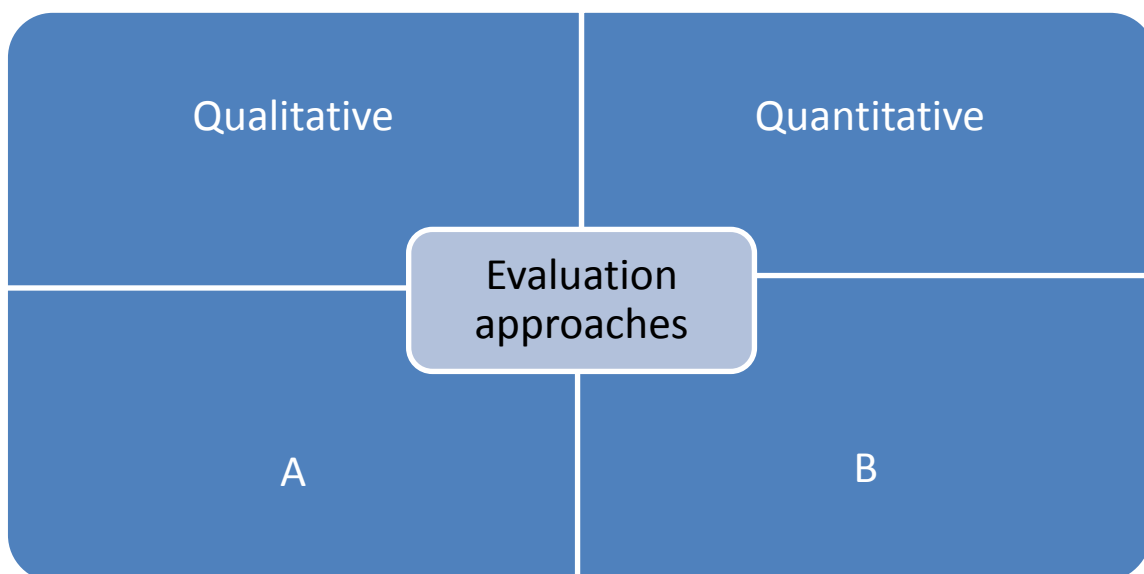 Qualitative
Quantitative
Evaluation
approaches
A
B